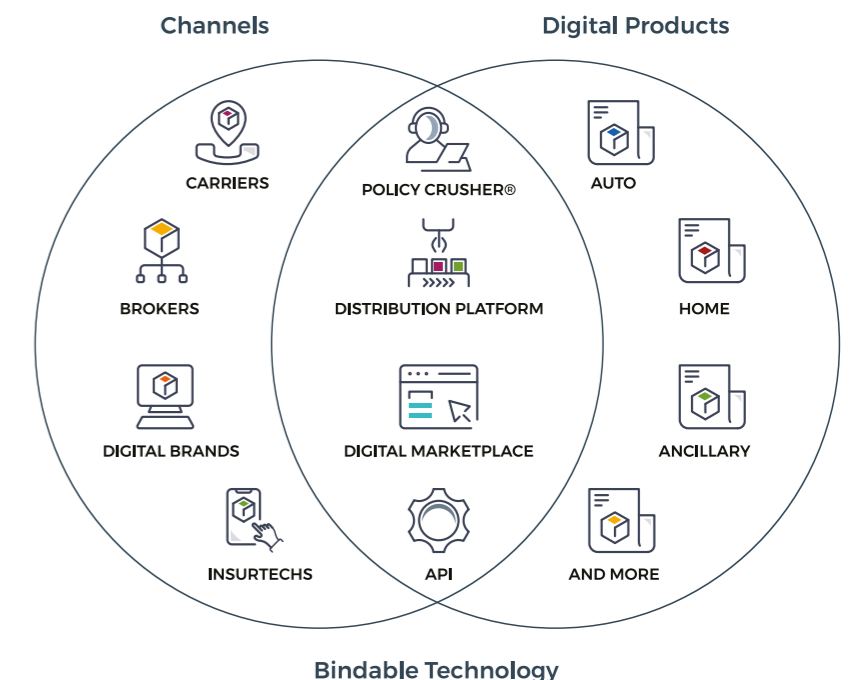 Channels
Digital Products
CARRIERS
POLICY CRUSHER®
AUTO
BROKERS
DISTRIBUTION PLATFORM
HOME
DIGITAL BRANDS
DIGITAL MARKETPLACE
ANCILLARY
INSURTECHS
API
AND MORE
Bindable Technology